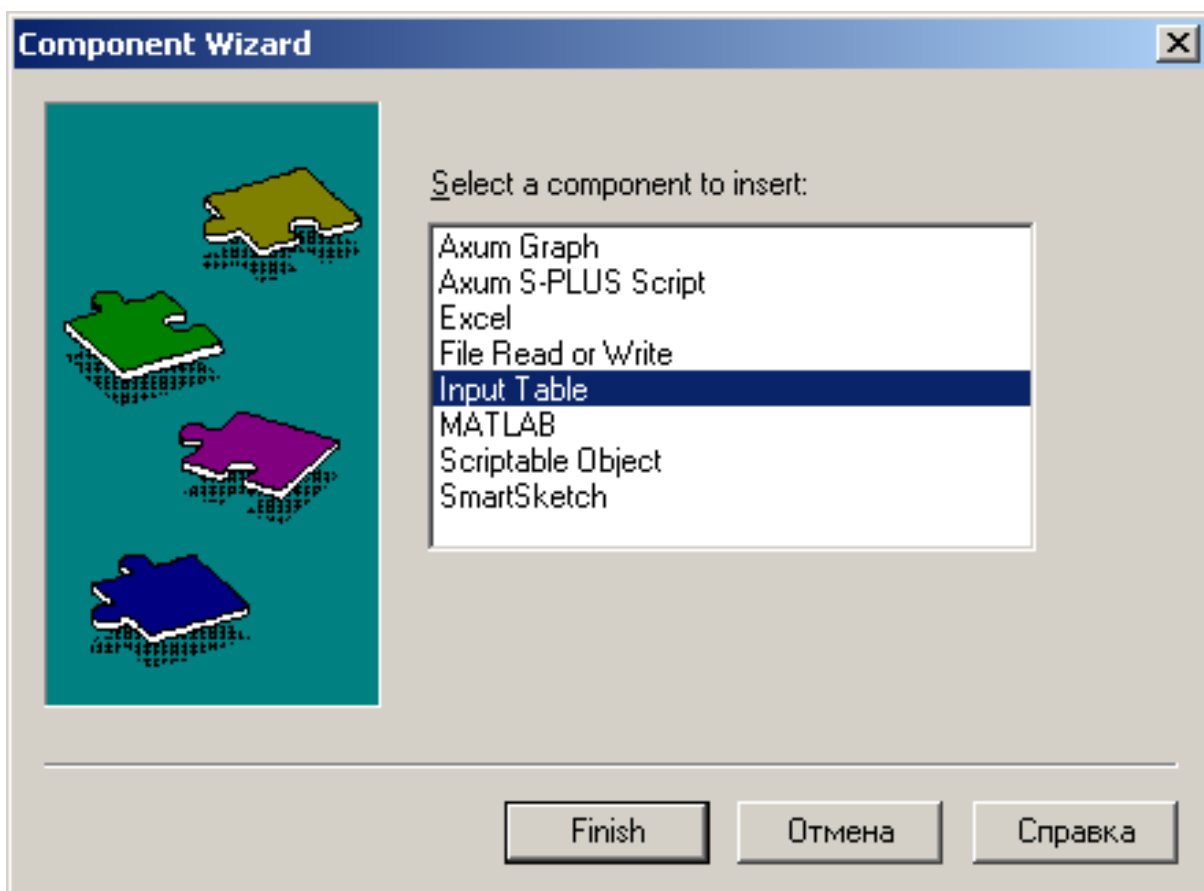 Component Wizard
Select a component to insert:
Axum Graph
Axum S-PLUS Script
Excel
File Read or Write
Input Table
MATLAB
Scriptable Object
SmartSketch
Finish Отмена Справка